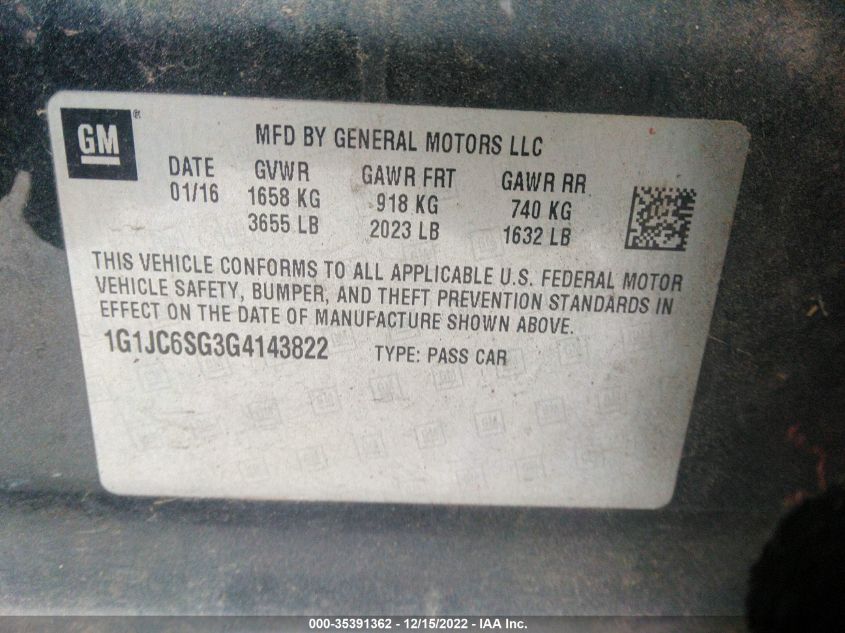 GM ®
MFD BY GENERAL MOTORS LLC
DATE GVWR GAWR FRT GAWR RR
01/16 1658 KG 918 KG 740 KG
3655 LB 2023 LB 1632 LB
THIS VEHICLE CONFORMS TO ALL APPLICABLE U.S. FEDERAL MOTOR
VEHICLE SAFETY, BUMPER, AND THEFT PREVENTION STANDARDS IN
EFFECT ON THE DATE OF MANUFACTURE SHOWN ABOVE.
1G1JC6SG3G4143822 TYPE: PASS CAR
000-35391362 - 12/15/2022 - IAA Inc.